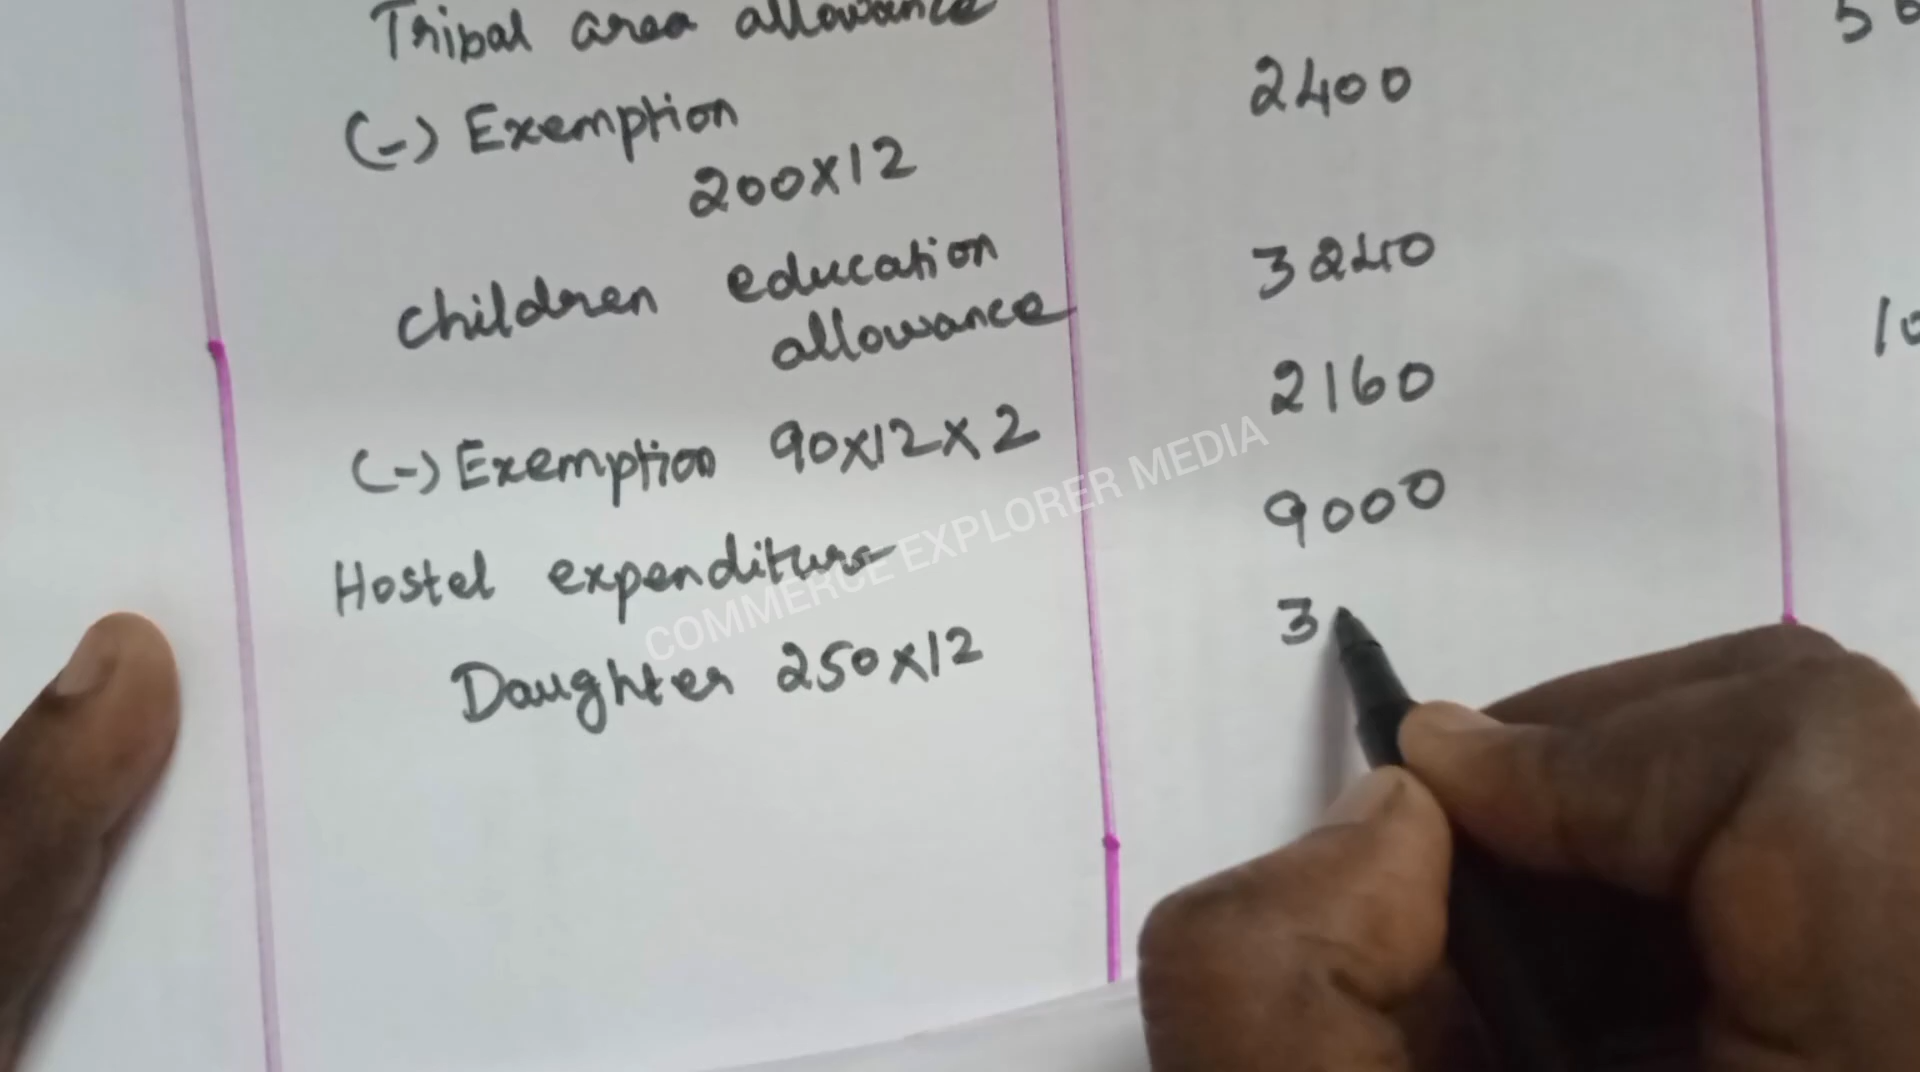 Tribal area allowance
(-) Exemption 2400
200x12
Children education 3240
allowance
(-) Exemption 90x12x2 2160
Hostel expenditure 9000
Daughter 250x12 3
COMMERCE EXPLORER MEDIA